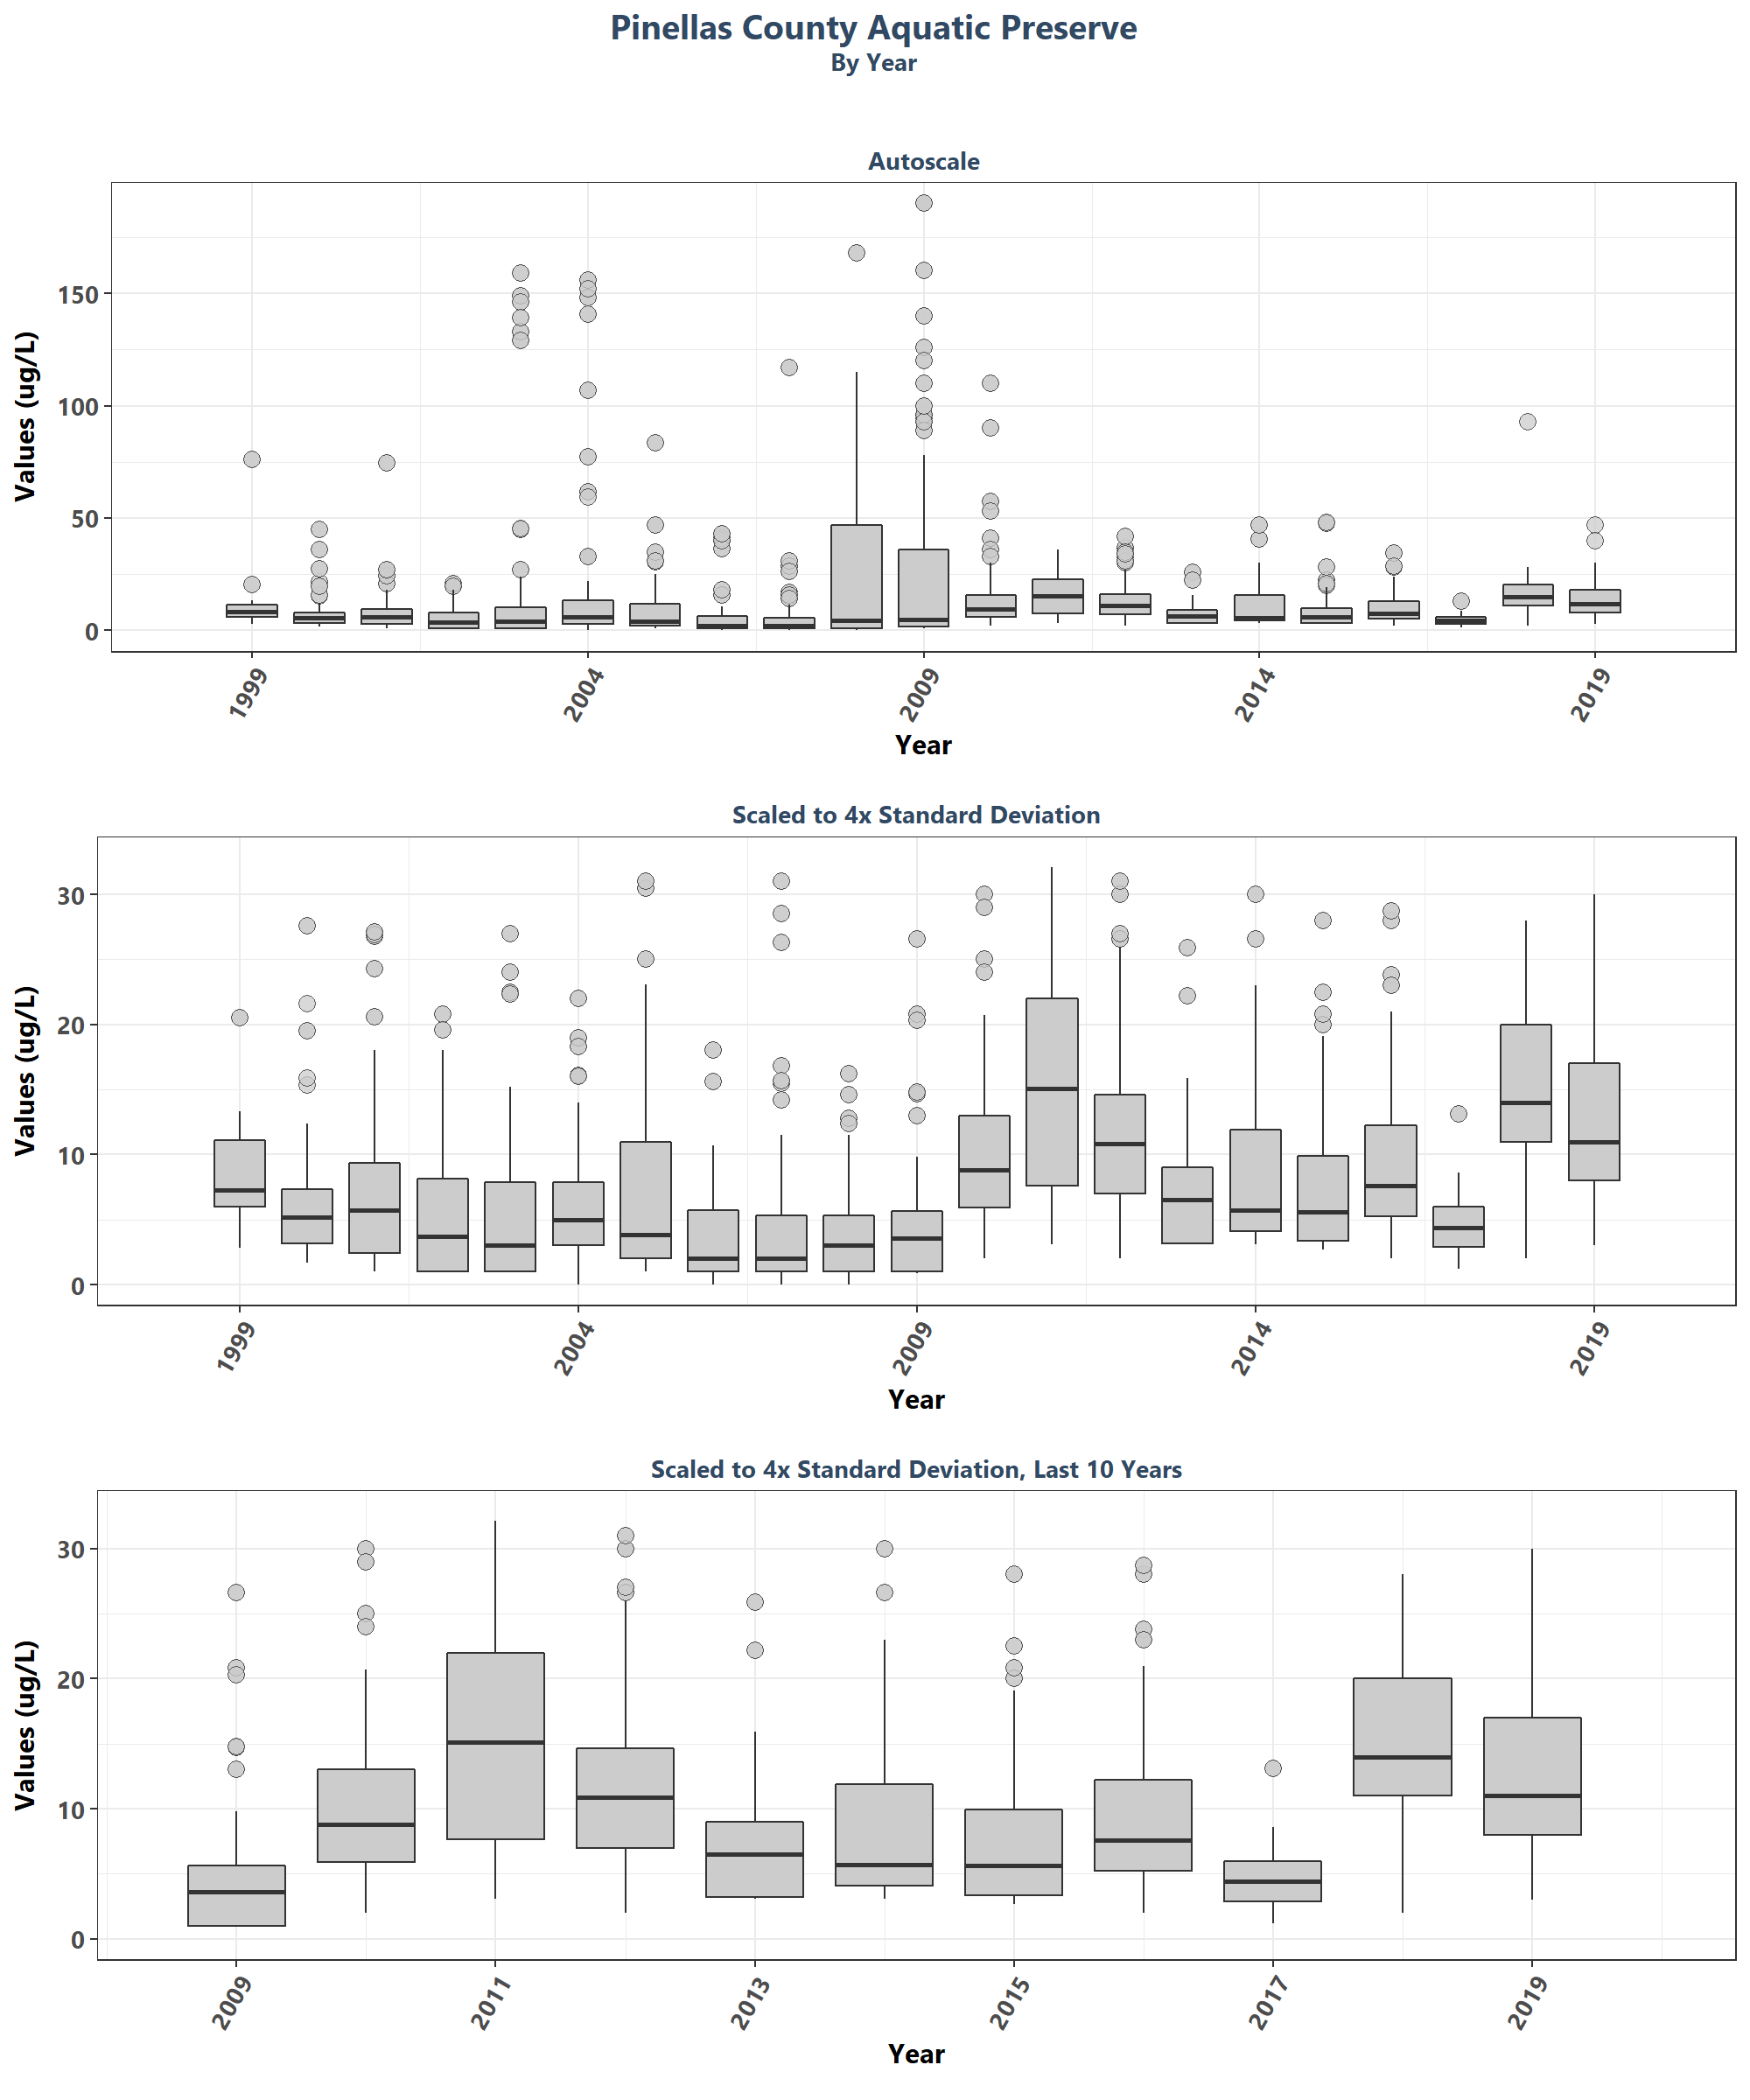 Pinellas County Aquatic Preserve
By Year
Autoscale
Values (ug/L)
150
100
50
0
1999
2004
2009
2014
2019
Year
Scaled to 4x Standard Deviation
Values (ug/L)
30
20
10
0
1999
2004
2009
2014
2019
Year
Scaled to 4x Standard Deviation, Last 10 Years
Values (ug/L)
30
20
10
0
2009
2011
2013
2015
2017
2019
Year